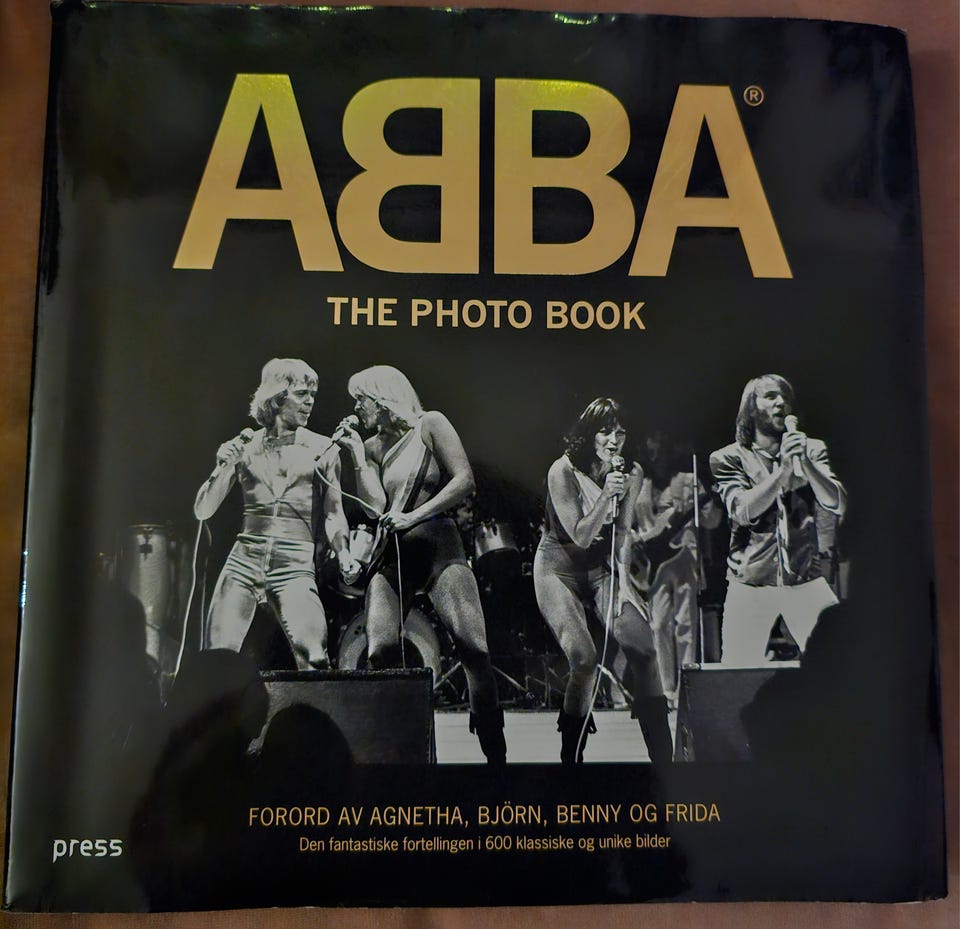 ABBA®
THE PHOTO BOOK
FORORD AV AGNETHA, BJÖRN, BENNY OG FRIDA
Den fantastiske fortellingen i 600 klassiske og unike bilder
press